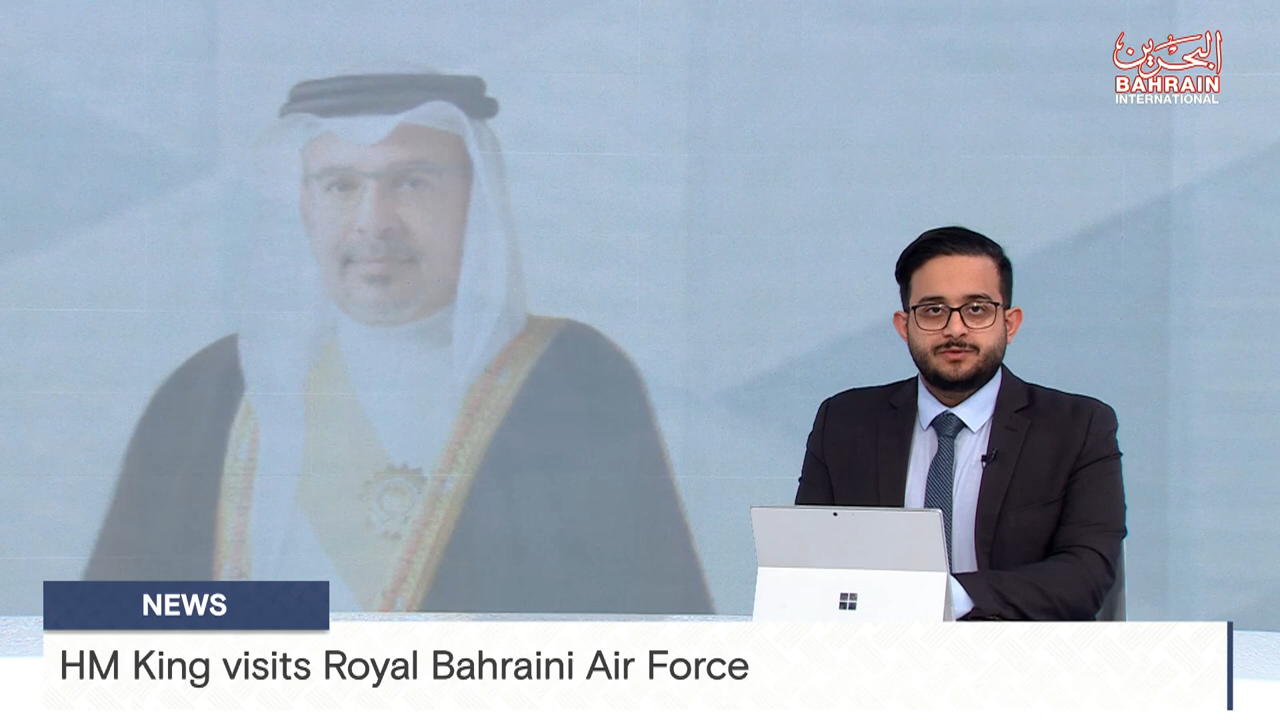 البحرين
BAHRAIN
INTERNATIONAL
NEWS
HM King visits Royal Bahraini Air Force